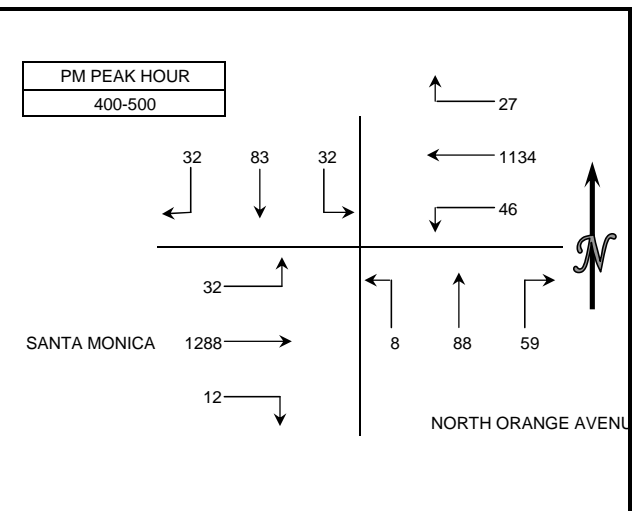 PM PEAK HOUR
400-500
27
32 83 32
1134
46
32
N
SANTA MONICA 1288
8 88 59
12
NORTH ORANGE AVENU